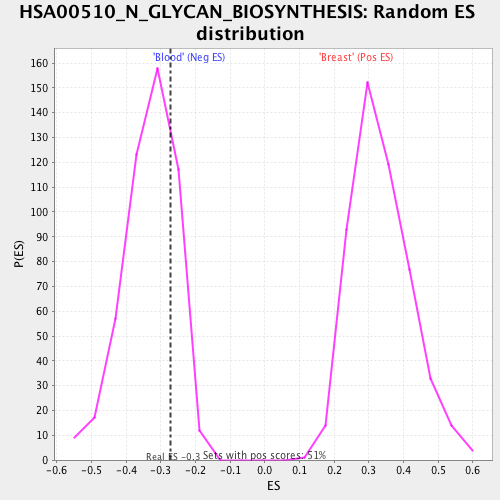 HSA00510_N_GLYCAN_BIOSYNTHESIS: Random ES
distribution
'Blood' (Neg ES)
'Breast' (Pos ES)
160
150
140
130
120
110
100
90
80
70
60
50
40
30
20
10
0
P(ES)
Real ES -0.3
Sets with pos scores: 51%
-0.6 -0.5 -0.4 -0.3 -0.2 -0.1 0.0 0.1 0.2 0.3 0.4 0.5 0.6
ES